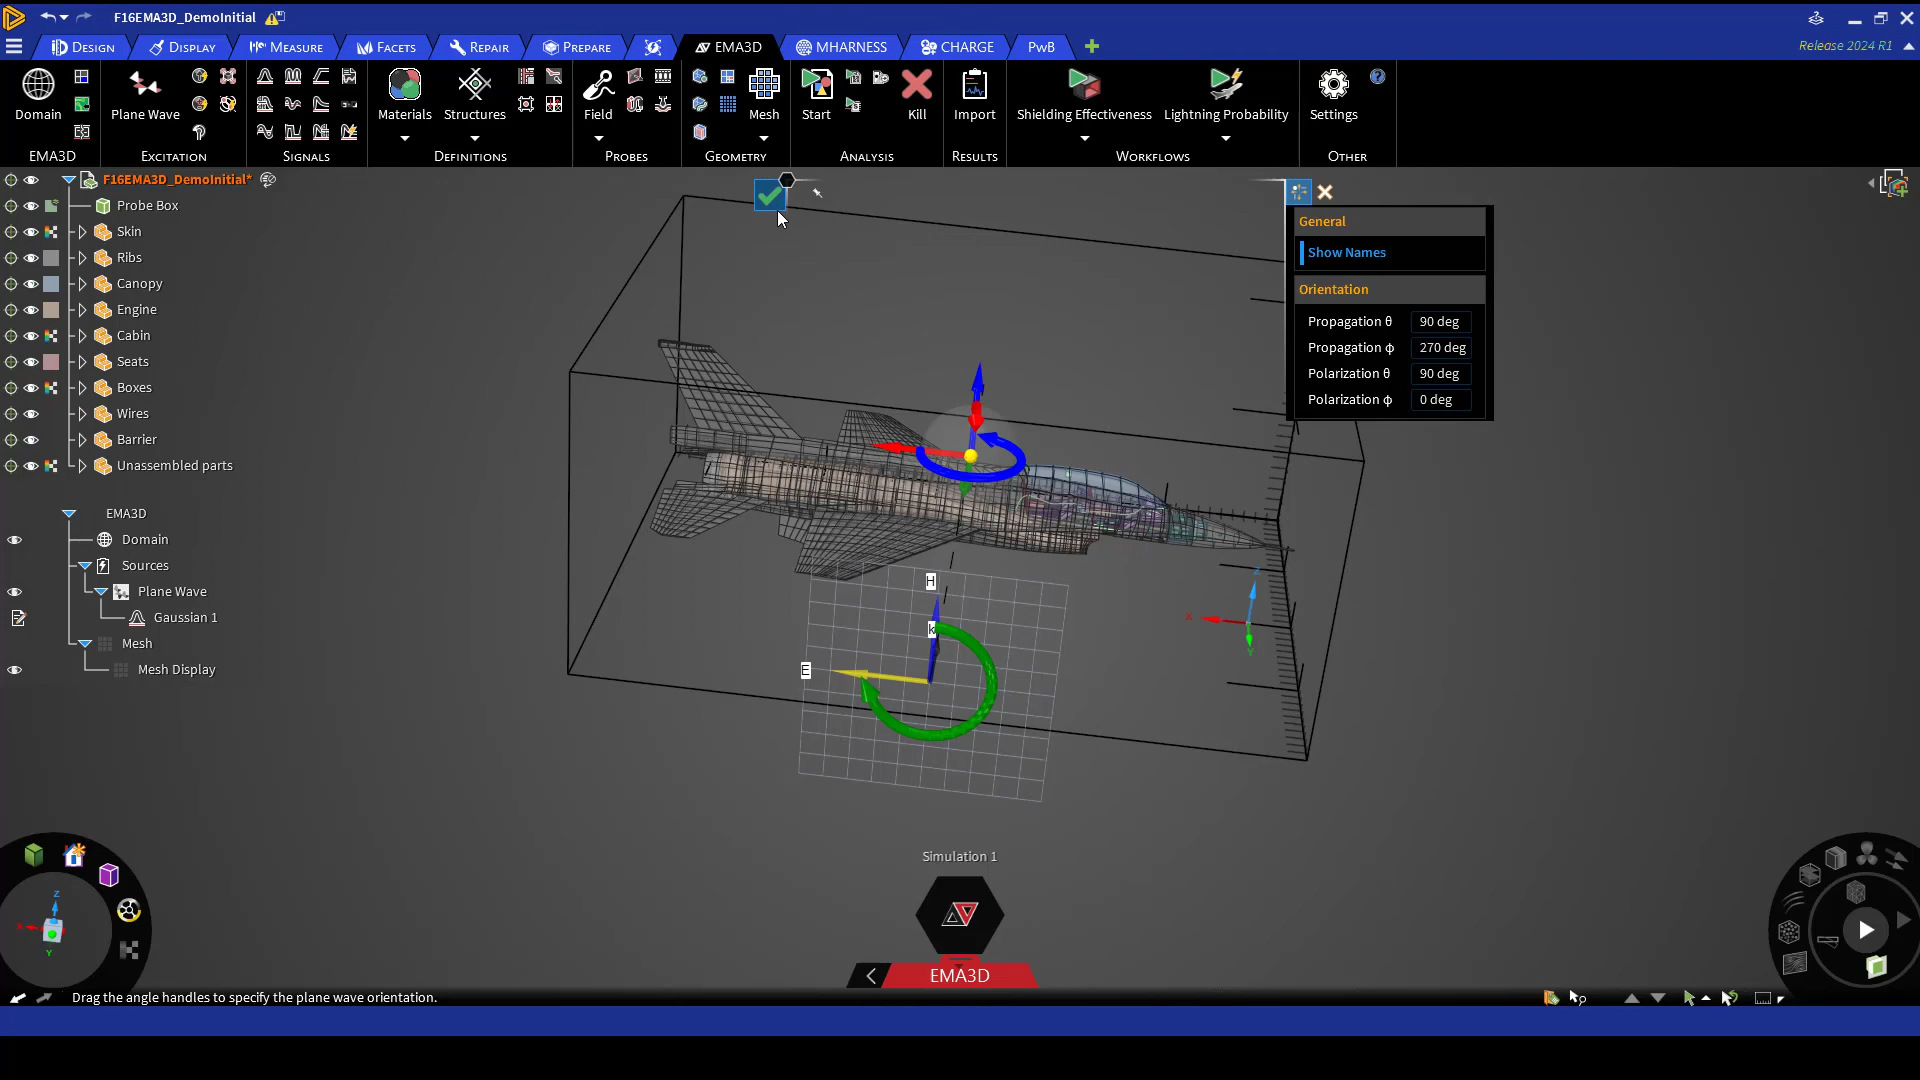 F16EMA3D_DemoInitial
Design Display Measure Facets Repair Prepare EMA3D MHARNESS CHARGE PwB
Release 2024 R1
Domain Plane Wave Materials Structures Field Mesh Start Kill Import Shielding Effectiveness Lightning Probability Settings
EMA3D Excitation Signals Definitions Probes Geometry Analysis Results Workflows Other
F16EMA3D_DemoInitial*
Probe Box
Skin
Ribs
Canopy
Engine
Cabin
Seats
Boxes
Wires
Barrier
Unassembled parts
EMA3D
Domain
Sources
Plane Wave
Gaussian 1
Mesh
Mesh Display
General
Show Names
Orientation
Propagation θ 90 deg
Propagation ϕ 270 deg
Polarization θ 90 deg
Polarization ϕ 0 deg
H
k
E
Z
X
Y
Simulation 1
EMA3D
Z
X
Y
Drag the angle handles to specify the plane wave orientation.